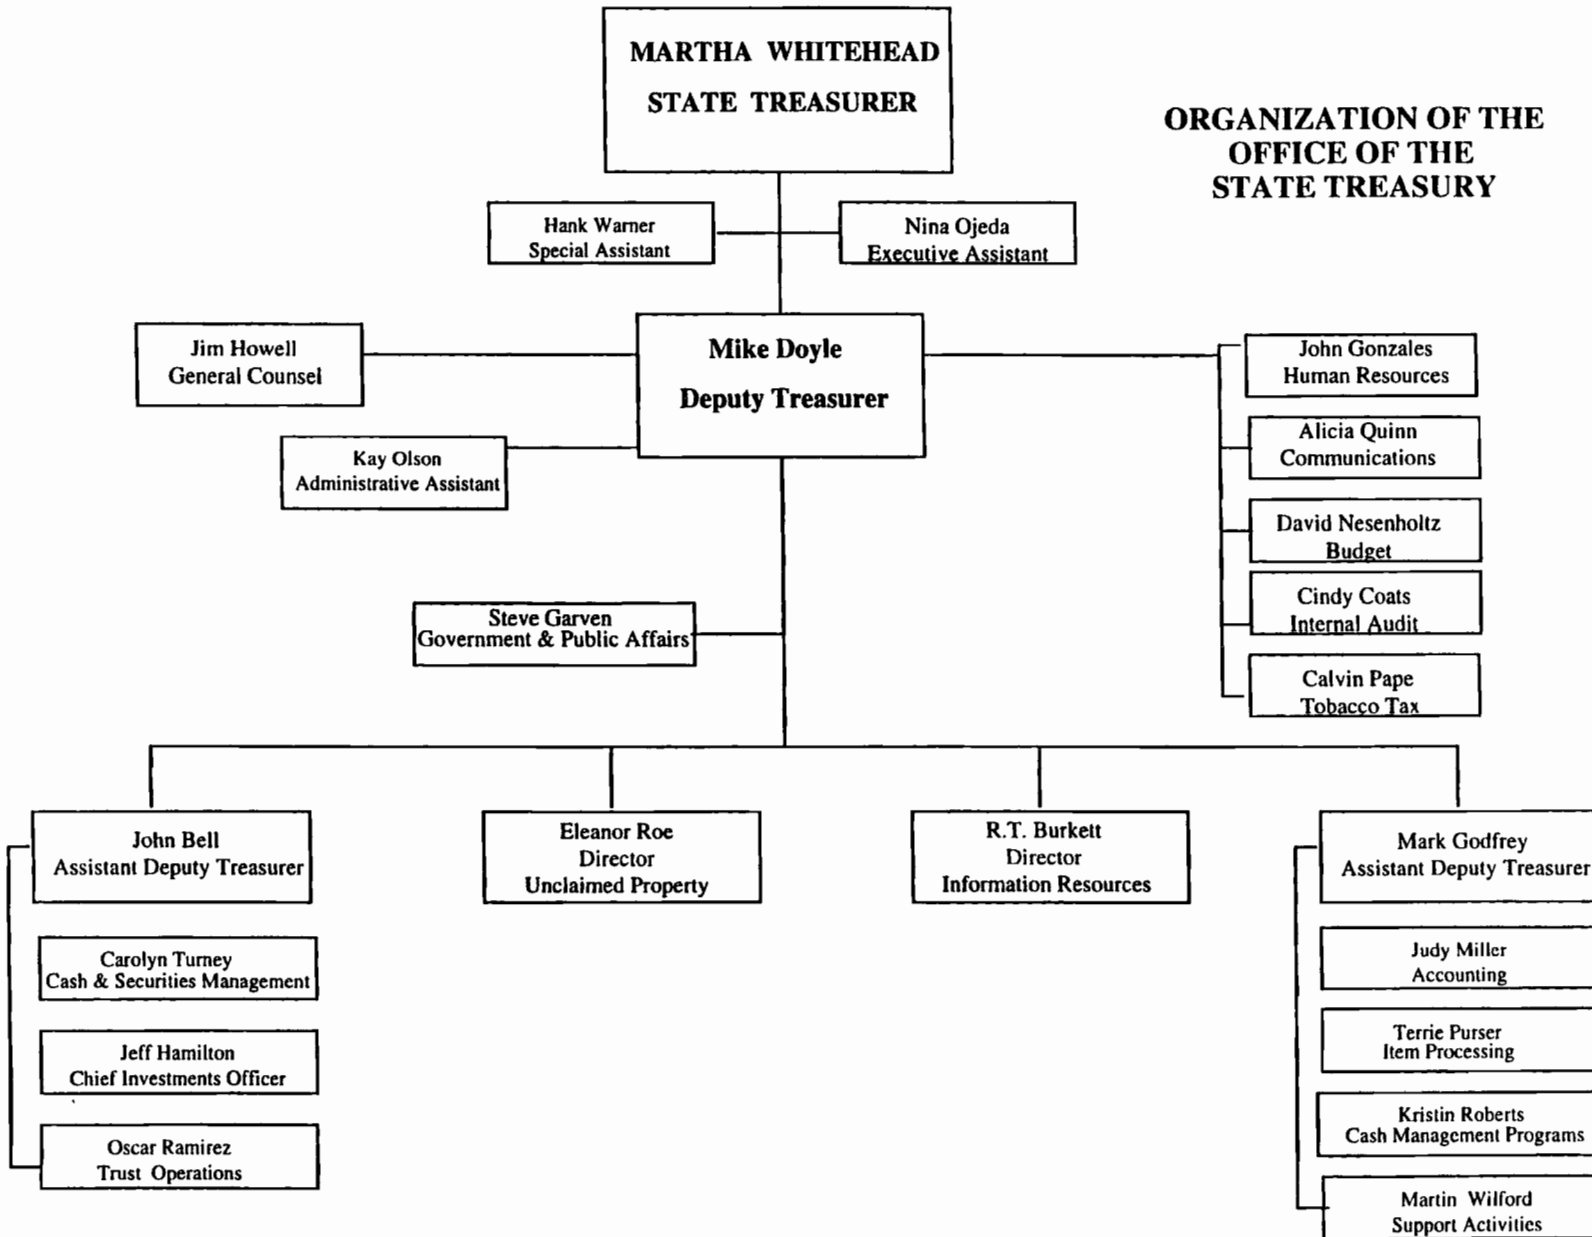 MARTHA WHITEHEAD
STATE TREASURER
ORGANIZATION OF THE
OFFICE OF THE
STATE TREASURY
Hank Warner
Special Assistant
Nina Ojeda
Executive Assistant
Mike Doyle
Deputy Treasurer
Jim Howell
General Counsel
Kay Olson
Administrative Assistant
John Gonzales
Human Resources
Alicia Quinn
Communications
David Nesenholtz
Budget
Cindy Coats
Internal Audit
Calvin Pape
Tobacco Tax
Steve Garven
Government & Public Affairs
John Bell
Assistant Deputy Treasurer
Carolyn Turney
Cash & Securities Management
Jeff Hamilton
Chief Investments Officer
Oscar Ramirez
Trust Operations
Eleanor Roe
Director
Unclaimed Property
R.T. Burkett
Director
Information Resources
Mark Godfrey
Assistant Deputy Treasurer
Judy Miller
Accounting
Terrie Purser
Item Processing
Kristin Roberts
Cash Management Programs
Martin Wilford
Support Activities